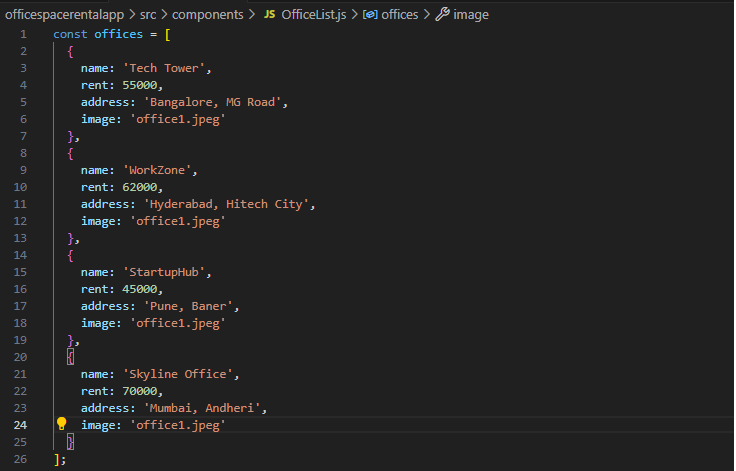 officespacerentalapp > src > components > JS OfficeList.js > offices > image
1 const offices = [
2 {
3 name: 'Tech Tower',
4 rent: 55000,
5 address: 'Bangalore, MG Road',
6 image: 'office1.jpeg'
7 },
8 {
9 name: 'WorkZone',
10 rent: 62000,
11 address: 'Hyderabad, Hitech City',
12 image: 'office1.jpeg'
13 },
14 {
15 name: 'StartupHub',
16 rent: 45000,
17 address: 'Pune, Baner',
18 image: 'office1.jpeg'
19 },
20 {
21 name: 'Skyline Office',
22 rent: 70000,
23 address: 'Mumbai, Andheri',
24 image: 'office1.jpeg'
25 }
26 ];